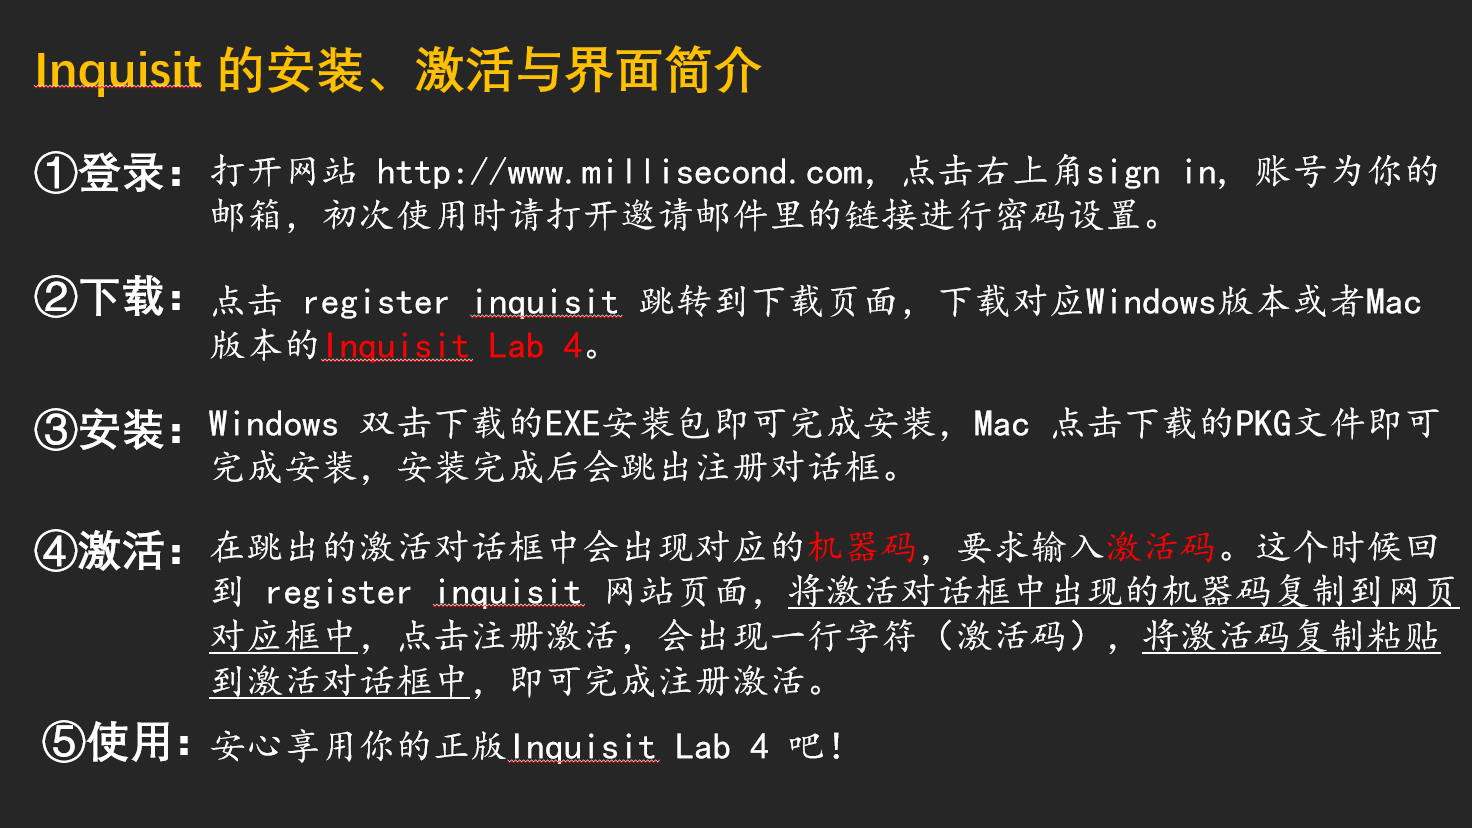 Inquisit 的安装、激活与界面简介
①登录：打开网站 http://www.millisecond.com，点击右上角sign in，账号为你的
邮箱，初次使用时请打开邀请邮件里的链接进行密码设置。
②下载：点击 register inquisit 跳转到下载页面，下载对应Windows版本或者Mac
版本的Inquisit Lab 4。
③安装：Windows 双击下载的EXE安装包即可完成安装，Mac 点击下载的PKG文件即可
完成安装，安装完成后会跳出注册对话框。
④激活：在跳出的激活对话框中会出现对应的机器码，要求输入激活码。这个时候回
到 register inquisit 网站页面，将激活对话框中出现的机器码复制到网页
对应框中，点击注册激活，会出现一行字符（激活码），将激活码复制粘贴
到激活对话框中，即可完成注册激活。
⑤使用：安心享用你的正版Inquisit Lab 4 吧！